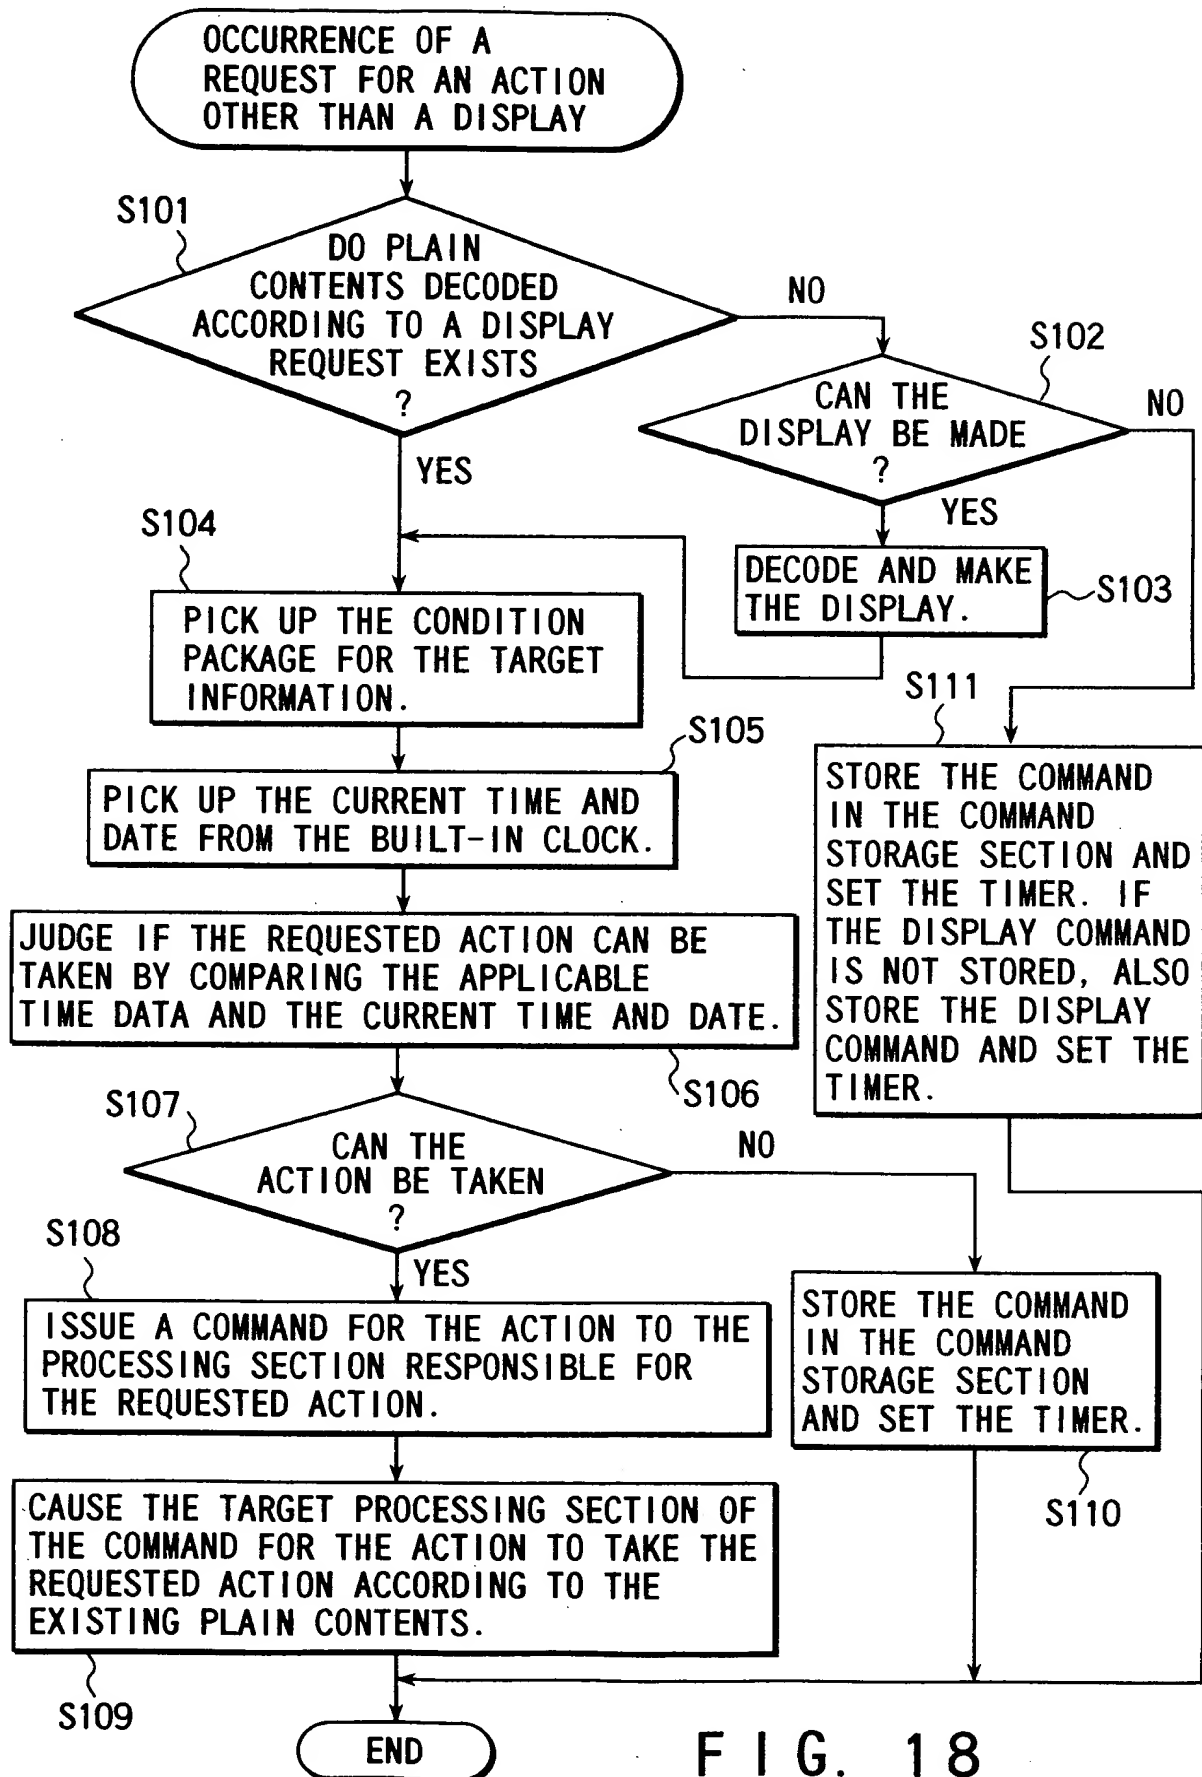 OCCURRENCE OF A
REQUEST FOR AN ACTION
OTHER THAN A DISPLAY
S101
DO PLAIN
CONTENTS DECODED
ACCORDING TO A DISPLAY
REQUEST EXISTS
?
NO
YES
S102
CAN THE
DISPLAY BE MADE
?
NO
YES
DECODE AND MAKE
THE DISPLAY.
S103
S104
PICK UP THE CONDITION
PACKAGE FOR THE TARGET
INFORMATION.
S105
PICK UP THE CURRENT TIME AND
DATE FROM THE BUILT-IN CLOCK.
JUDGE IF THE REQUESTED ACTION CAN BE
TAKEN BY COMPARING THE APPLICABLE
TIME DATA AND THE CURRENT TIME AND DATE.
S106
S111
STORE THE COMMAND
IN THE COMMAND
STORAGE SECTION AND
SET THE TIMER. IF
THE DISPLAY COMMAND
IS NOT STORED, ALSO
STORE THE DISPLAY
COMMAND AND SET THE
TIMER.
S107
CAN THE
ACTION BE TAKEN
?
NO
YES
S108
ISSUE A COMMAND FOR THE ACTION TO THE
PROCESSING SECTION RESPONSIBLE FOR
THE REQUESTED ACTION.
STORE THE COMMAND
IN THE COMMAND
STORAGE SECTION
AND SET THE TIMER.
S110
CAUSE THE TARGET PROCESSING SECTION OF
THE COMMAND FOR THE ACTION TO TAKE THE
REQUESTED ACTION ACCORDING TO THE
EXISTING PLAIN CONTENTS.
S109
END
FIG. 18